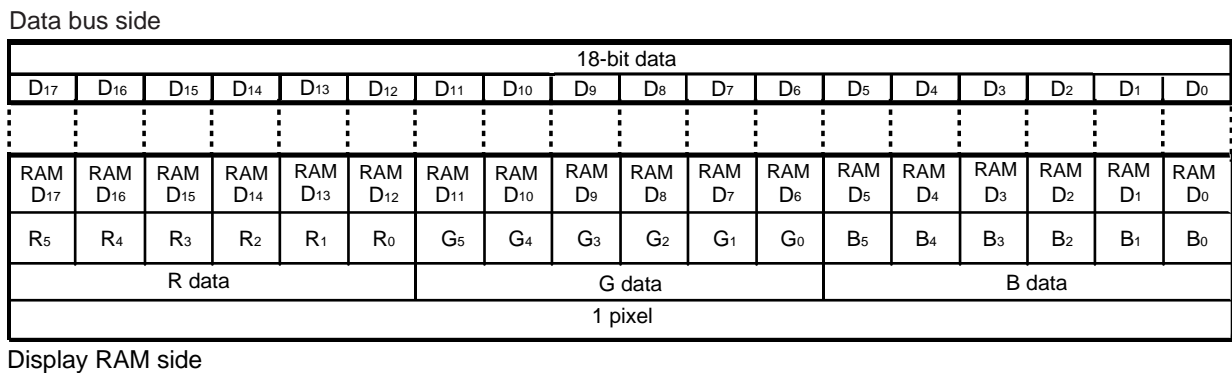 Data bus side
18-bit data
D17 D16 D15 D14 D13 D12 D11 D10 D9 D8 D7 D6 D5 D4 D3 D2 D1 D0
RAM RAM RAM RAM RAM RAM RAM RAM RAM RAM RAM RAM RAM RAM RAM RAM RAM RAM
D17 D16 D15 D14 D13 D12 D11 D10 D9 D8 D7 D6 D5 D4 D3 D2 D1 D0
R5 R4 R3 R2 R1 R0 G5 G4 G3 G2 G1 G0 B5 B4 B3 B2 B1 B0
R data G data B data
1 pixel
Display RAM side